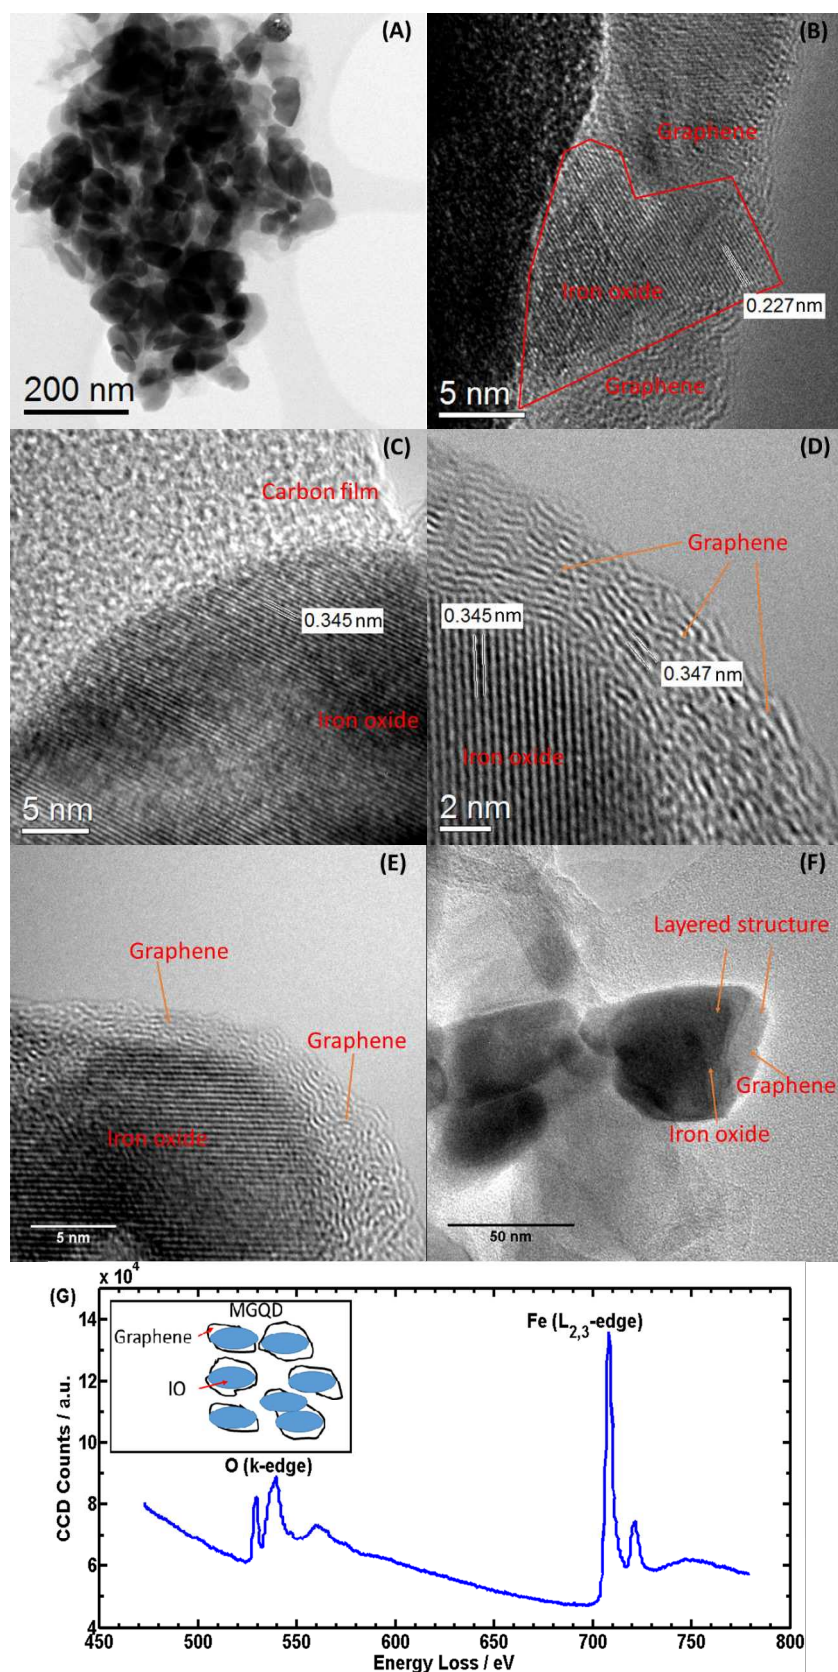 (A)
200 nm
(B)
Graphene
Iron oxide
0.227nm
Graphene
5 nm
(C)
Carbon film
0.345nm
Iron oxide
5 nm
(D)
Graphene
0.345nm
0.347 nm
Iron oxide
2 nm
(E)
Graphene
Graphene
Iron oxide
5 nm
(F)
Layered structure
Graphene
Iron oxide
50 nm
x 10⁴
(G)
MGQD
Graphene
IO
Fe (L₂,₃-edge)
O (k-edge)
CCD Counts / a.u.
14
12
10
8
6
4
450 500 550 600 650 700 750 800
Energy Loss / eV